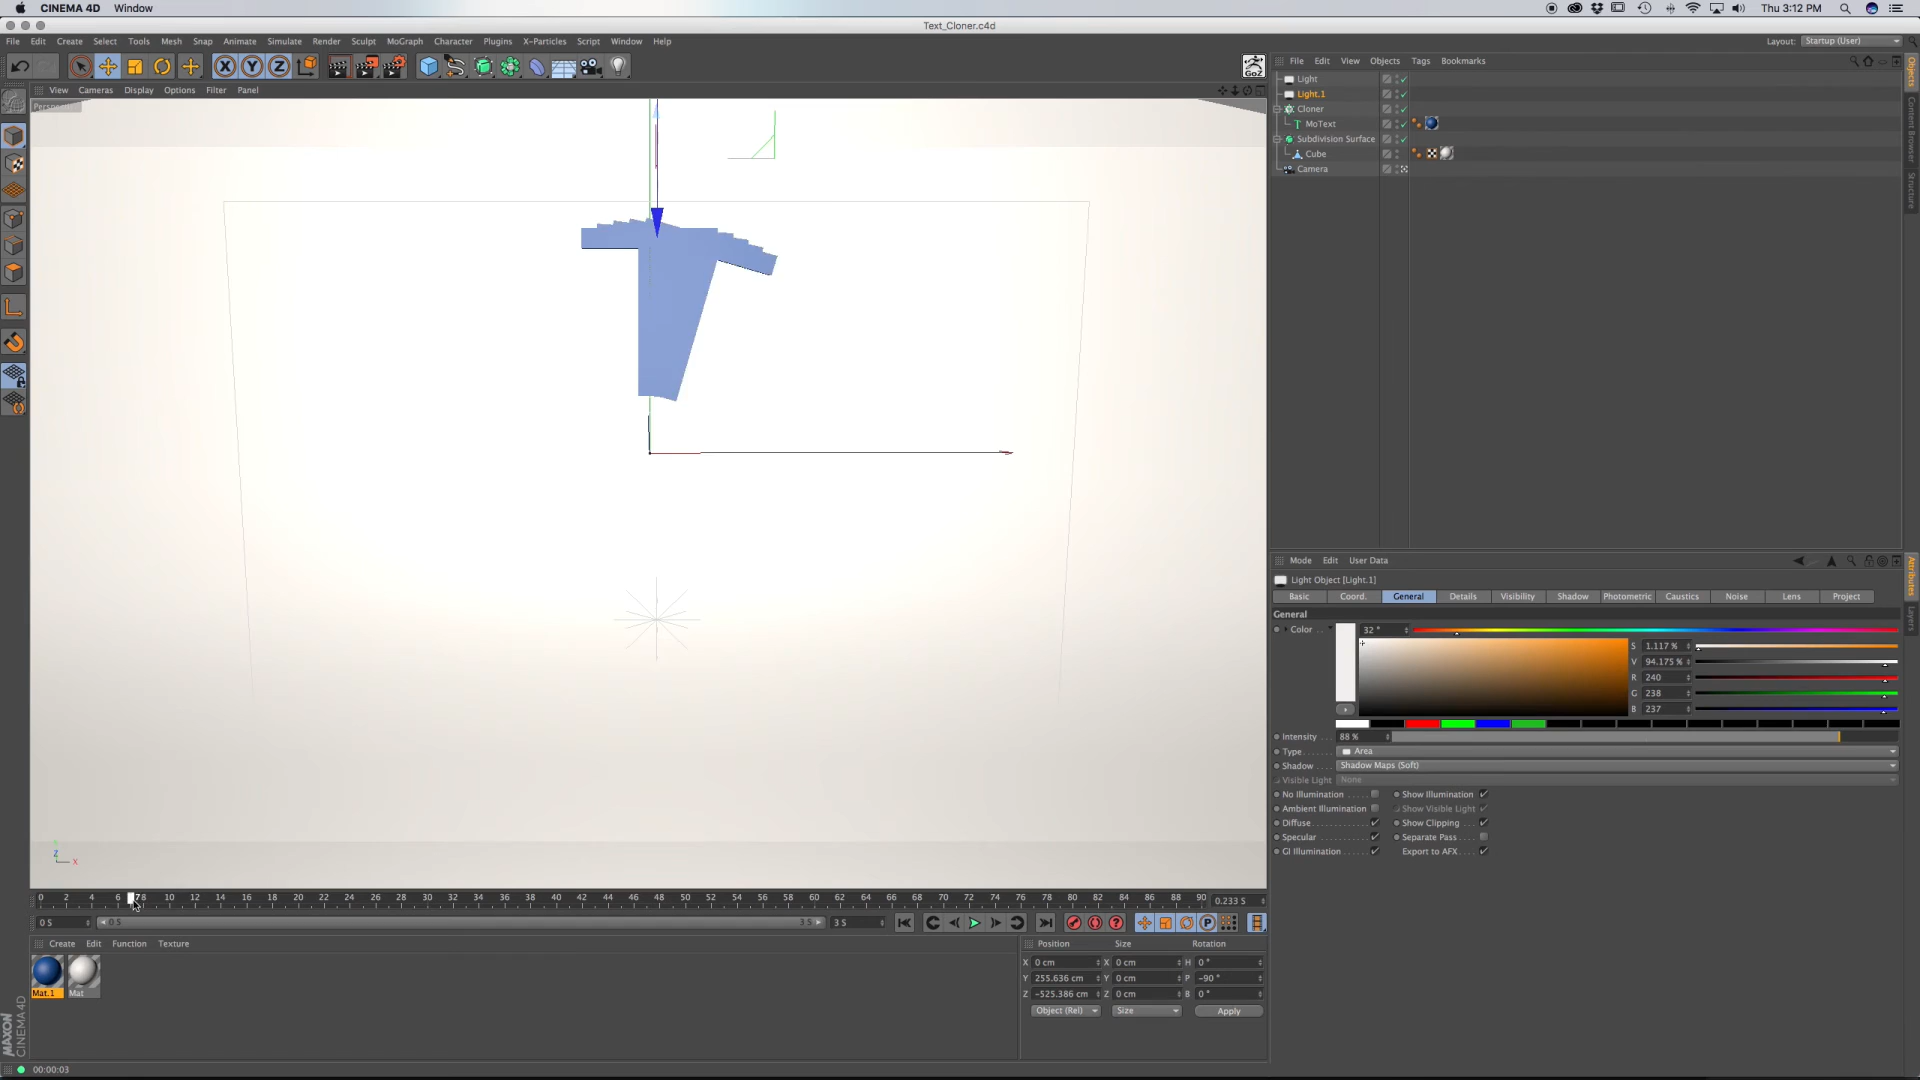 CINEMA 4D Window Thu 3:12 PM
Text_Cloner.c4d
File Edit Create Select Tools Mesh Snap Animate Simulate Render Sculpt MoGraph Character Plugins X-Particles Script Window Help Layout: Startup (User)
X Y Z GoZ
File Edit View Objects Tags Bookmarks
View Cameras Display Options Filter Panel
Light
Light.1
Cloner
MoText
Subdivision Surface
Cube
Camera
Objects
Content Browser
Structure
Mode Edit User Data
Light Object [Light.1]
Basic Coord. General Details Visibility Shadow Photometric Caustics Noise Lens Project
General
Color 32 °
S 1.117 %
V 94.175 %
R 240
G 238
B 237
Intensity 88 %
Type Area
Shadow Shadow Maps (Soft)
Visible Light None
No Illumination Show Illumination
Ambient Illumination Show Visible Light
Diffuse Show Clipping
Specular Separate Pass
GI Illumination Export to AFX
Attributes
Layers
Z X
0 2 4 6 78 10 12 14 16 18 20 22 24 26 28 30 32 34 36 38 40 42 44 46 48 50 52 54 56 58 60 62 64 66 68 70 72 74 76 78 80 82 84 86 88 90 0.233 S
0 S 0 S 3 S 3 S
Create Edit Function Texture
Mat.1 Mat
Position Size Rotation
X 0 cm X 0 cm H 0 °
Y 255.636 cm Y 0 cm P -90 °
Z -525.386 cm Z 0 cm B 0 °
Object (Rel) Size Apply
MAXON
CINEMA 4D
00:00:03